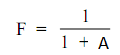 F = 1
1 + A